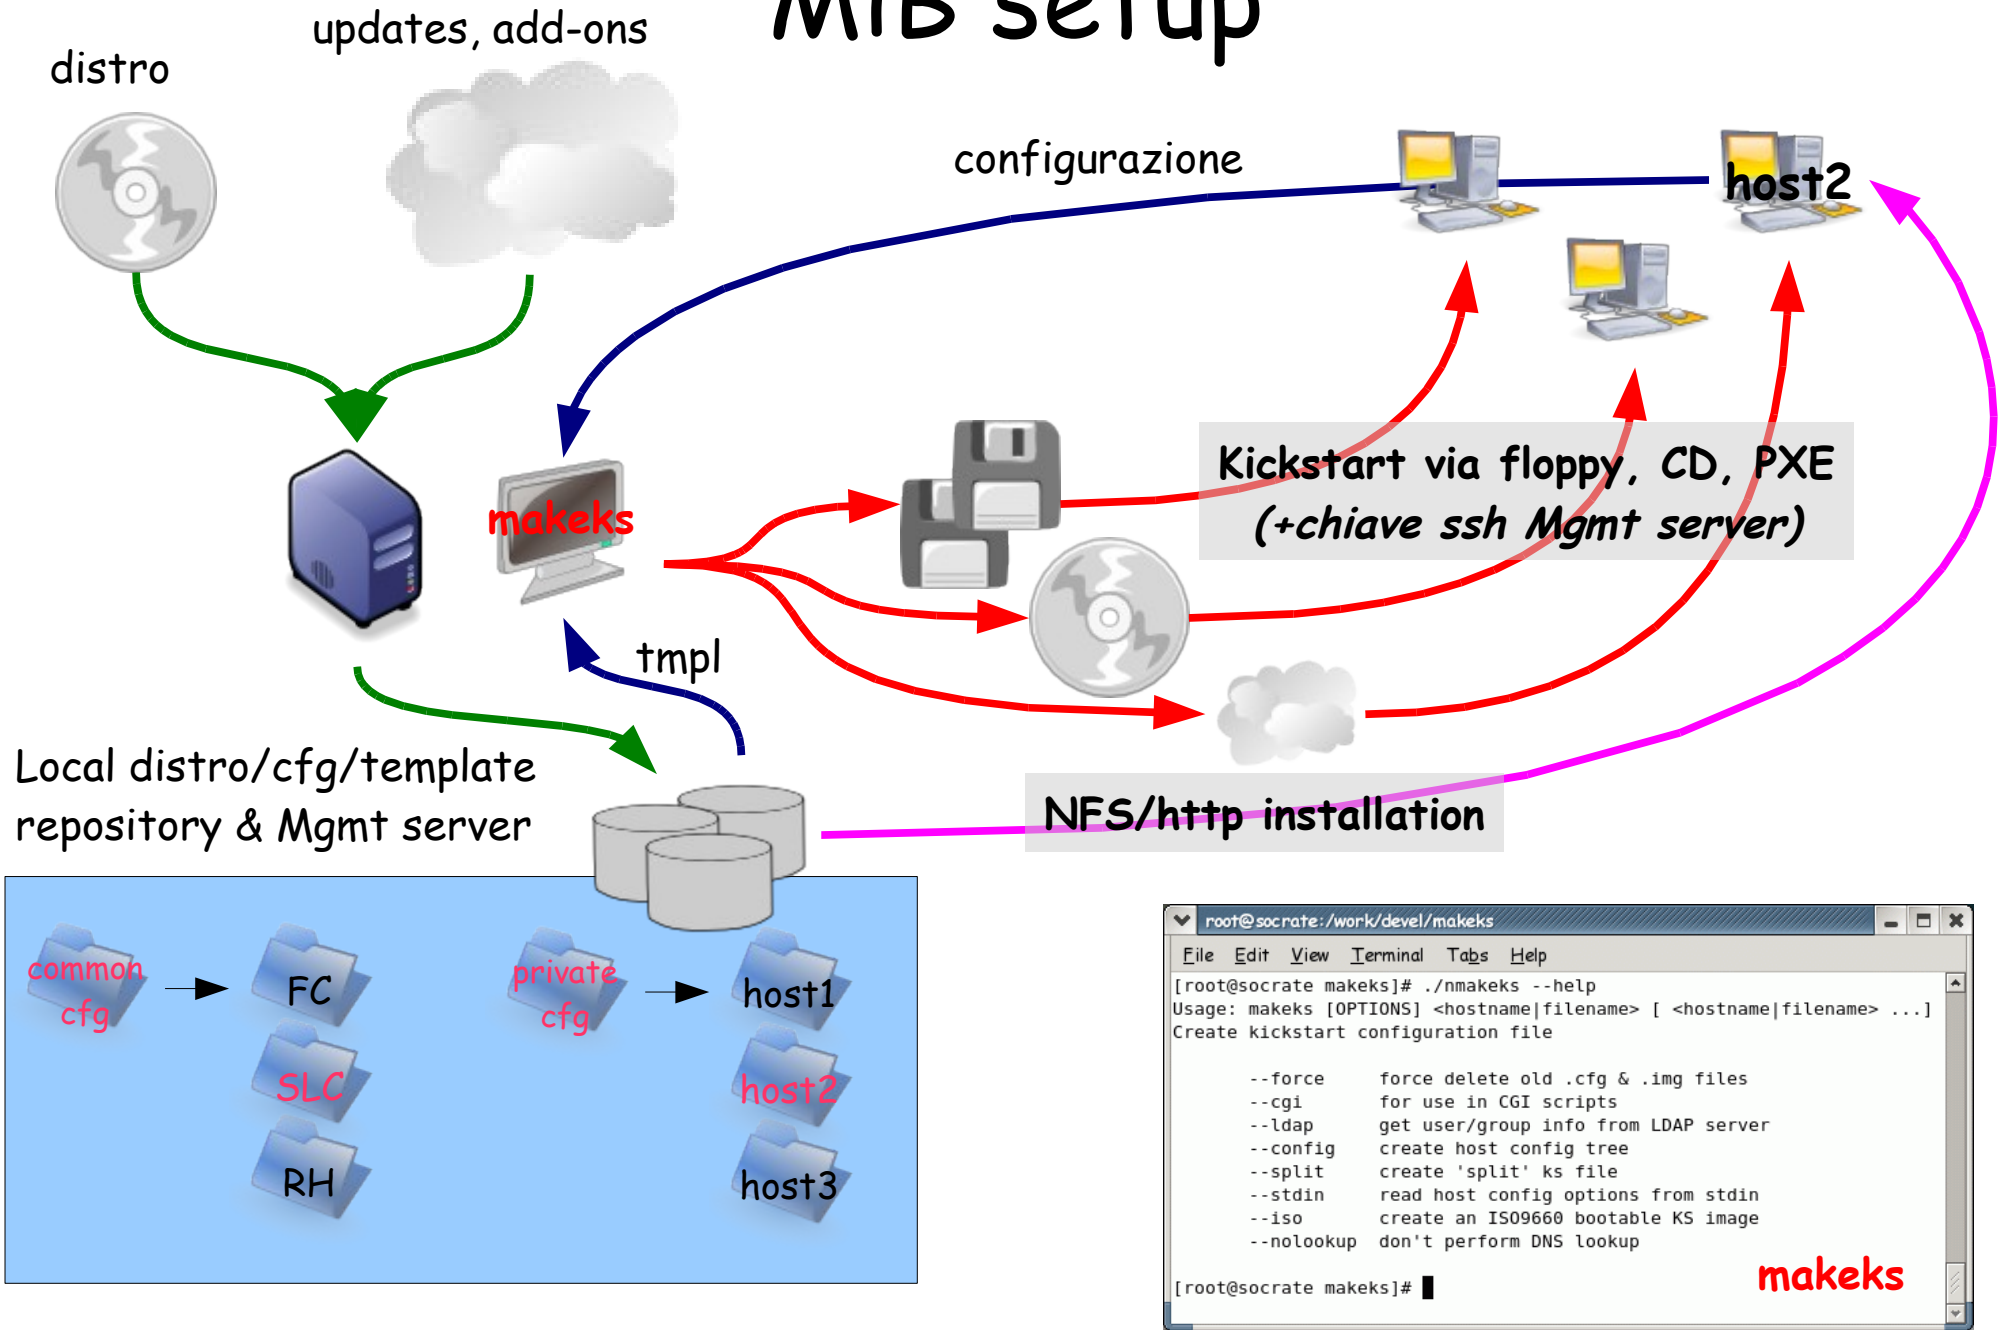 MIB setup
updates, add-ons
distro
configurazione
host2
makeks
Kickstart via floppy, CD, PXE
(+chiave ssh Mgmt server)
tmpl
Local distro/cfg/template
repository & Mgmt server
NFS/http installation
common
cfg
FC
SLC
RH
private
cfg
host1
host2
host3
root@socrate:/work/devel/makeks
File Edit View Terminal Tabs Help
[root@socrate makeks]# ./nmakeks --help
Usage: makeks [OPTIONS] <hostname|filename> [ <hostname|filename> ...]
Create kickstart configuration file
--force force delete old .cfg & .img files
--cgi for use in CGI scripts
--ldap get user/group info from LDAP server
--config create host config tree
--split create 'split' ks file
--stdin read host config options from stdin
--iso create an ISO9660 bootable KS image
--nolookup don't perform DNS lookup
[root@socrate makeks]#
makeks